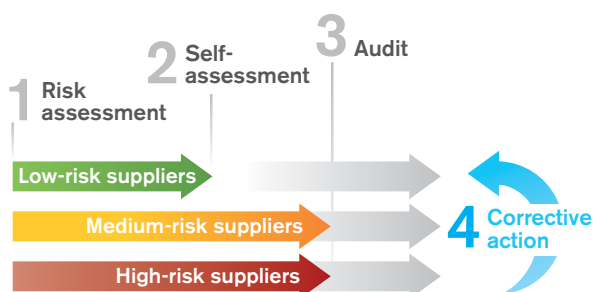 1 Risk
assessment
2 Self-
assessment
3 Audit
Low-risk suppliers
Medium-risk suppliers
High-risk suppliers
4 Corrective
action